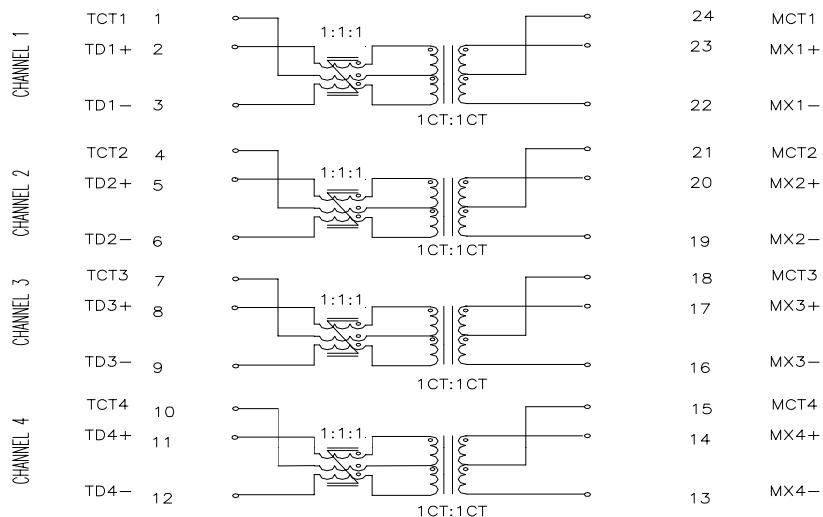 CHANNEL 1
TCT1 1 24 MCT1
1:1:1
TD1+ 2 23 MX1+
TD1− 3 22 MX1−
1CT:1CT
CHANNEL 2
TCT2 4 21 MCT2
1:1:1
TD2+ 5 20 MX2+
TD2− 6 19 MX2−
1CT:1CT
CHANNEL 3
TCT3 7 18 MCT3
1:1:1
TD3+ 8 17 MX3+
TD3− 9 16 MX3−
1CT:1CT
CHANNEL 4
TCT4 10 15 MCT4
1:1:1
TD4+ 11 14 MX4+
TD4− 12 13 MX4−
1CT:1CT